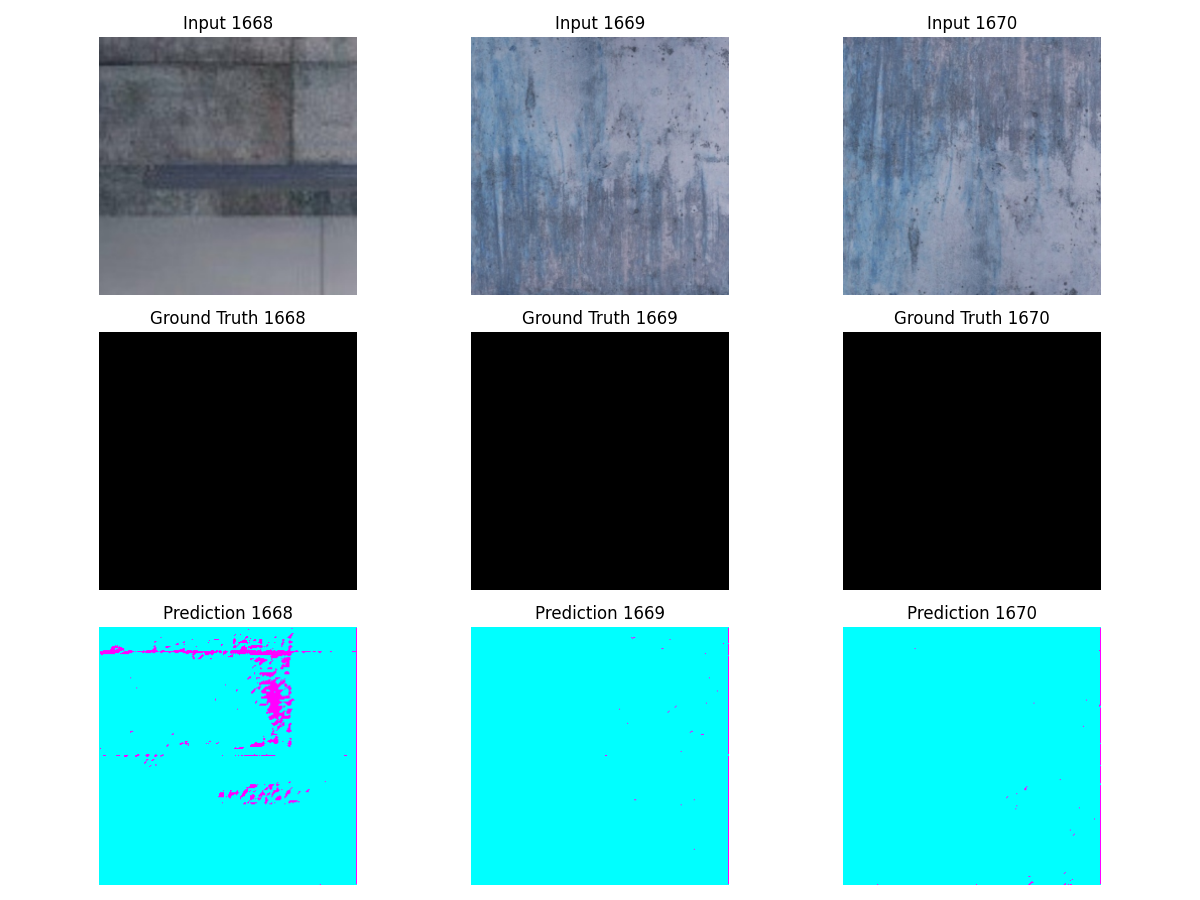 Input 1668
Input 1669
Input 1670
Ground Truth 1668
Ground Truth 1669
Ground Truth 1670
Prediction 1668
Prediction 1669
Prediction 1670